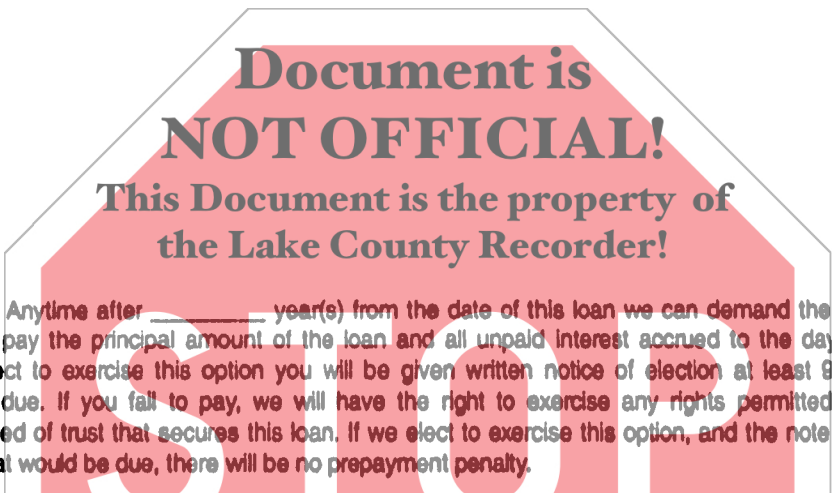 Document is
NOT OFFICIAL!
This Document is the property of
the Lake County Recorder!
Anytime after ____________ year(s) from the date of this loan we can demand the
pay the principal amount of the loan and all unpaid interest accrued to the day
ct to exercise this option you will be given written notice of election at least 9
due. If you fail to pay, we will have the right to exercise any rights permitted
ed of trust that secures this loan. If we elect to exercise this option, and the note
t would be due, there will be no prepayment penalty.
STOP